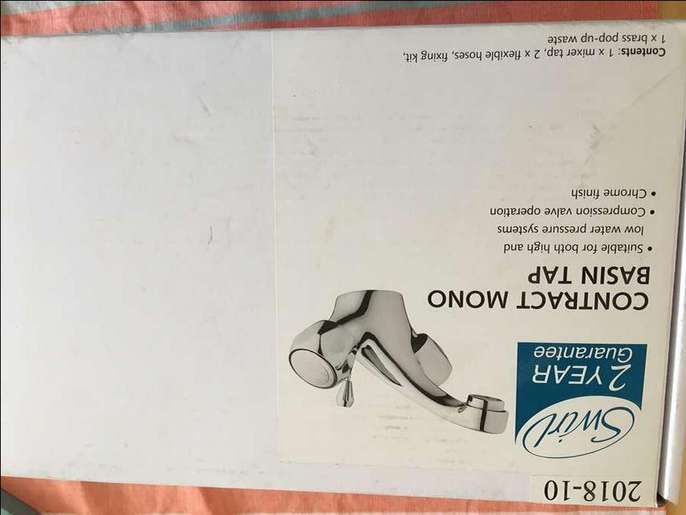 2018-10
Swirl
2 YEAR
Guarantee
CONTRACT MONO
BASIN TAP
• Suitable for both high and
low water pressure systems
• Compression valve operation
• Chrome finish
Contents: 1 x mixer tap, 2 x flexible hoses, fixing kit,
1 x brass pop-up waste